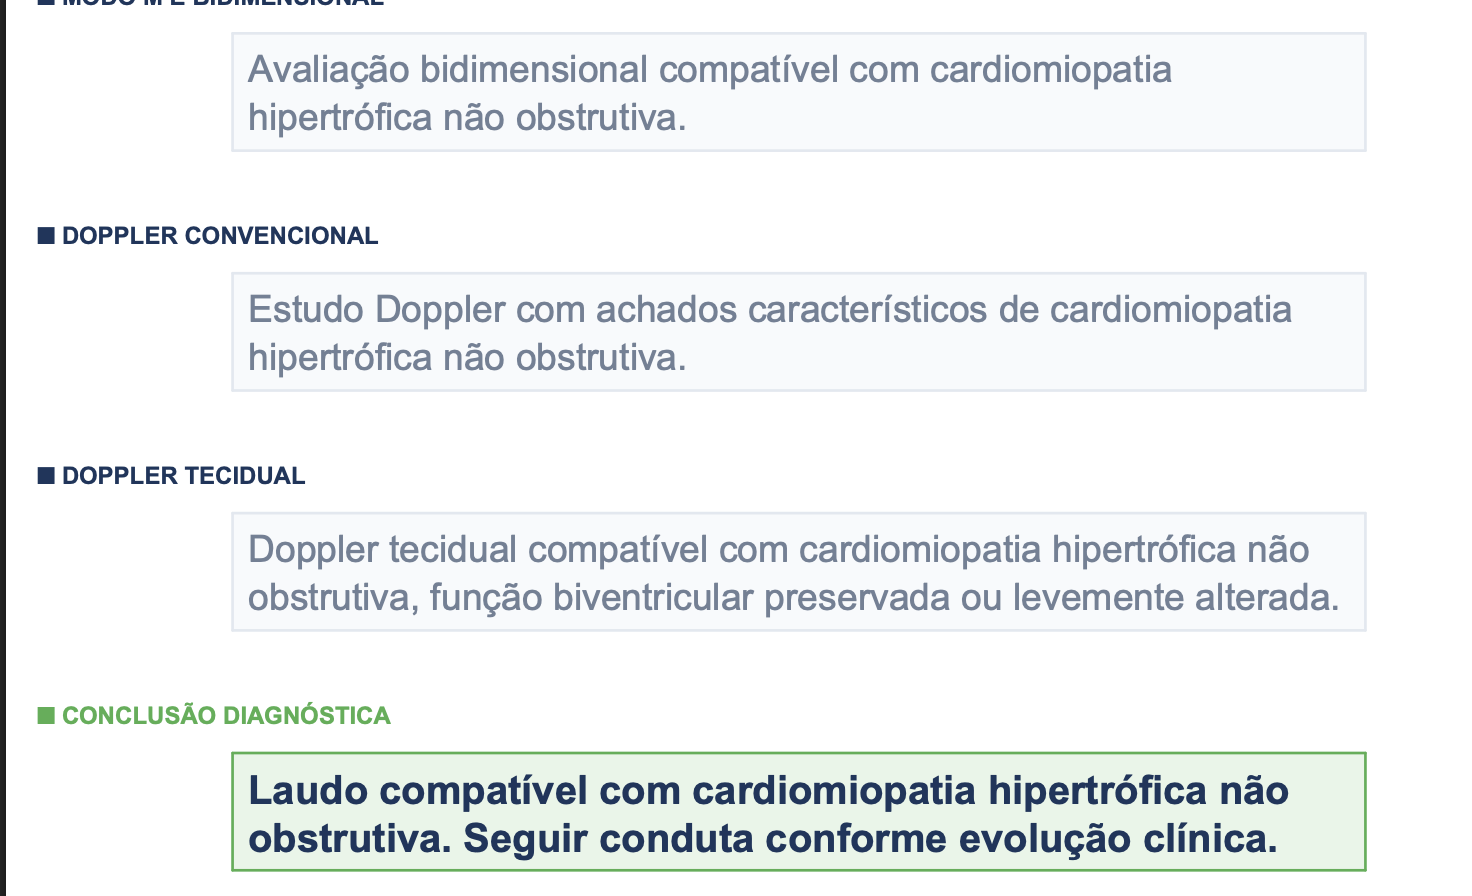 ■ MODO M E BIDIMENSIONAL
Avaliação bidimensional compatível com cardiomiopatia
hipertrófica não obstrutiva.
■ DOPPLER CONVENCIONAL
Estudo Doppler com achados característicos de cardiomiopatia
hipertrófica não obstrutiva.
■ DOPPLER TECIDUAL
Doppler tecidual compatível com cardiomiopatia hipertrófica não
obstrutiva, função biventricular preservada ou levemente alterada.
■ CONCLUSÃO DIAGNÓSTICA
Laudo compatível com cardiomiopatia hipertrófica não
obstrutiva. Seguir conduta conforme evolução clínica.